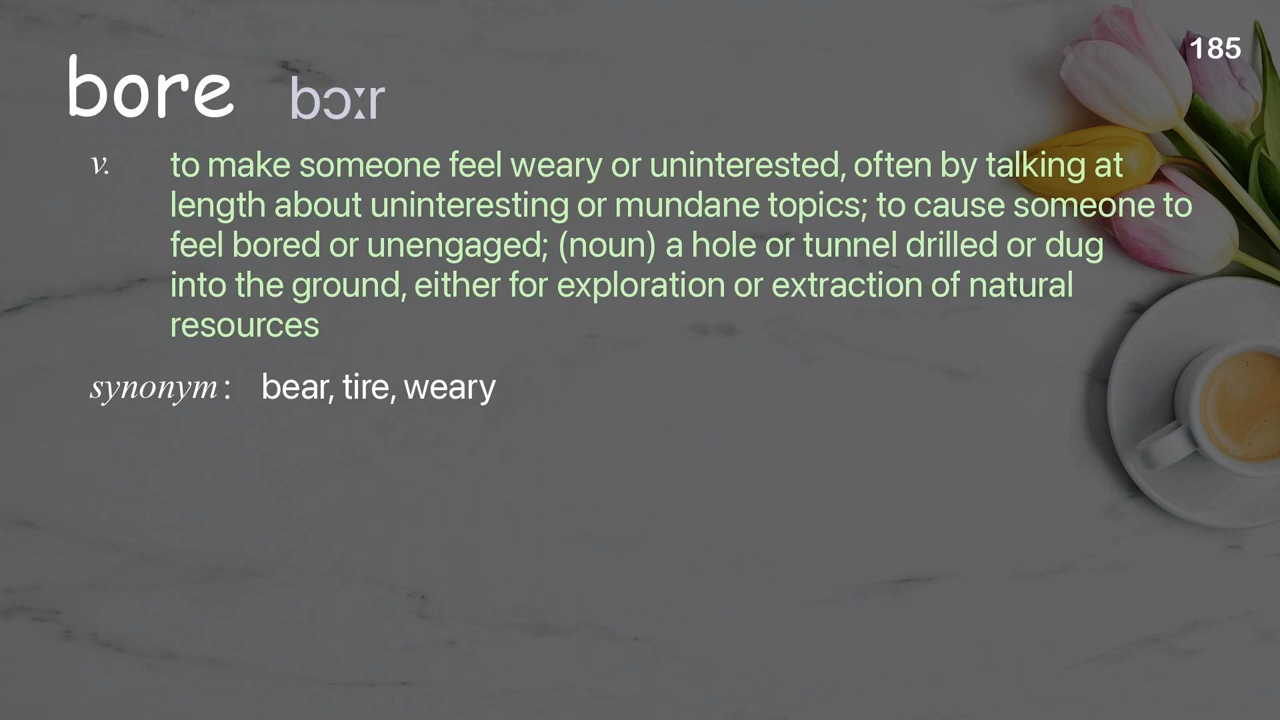 185
bore bɔːr
v. to make someone feel weary or uninterested, often by talking at
length about uninteresting or mundane topics; to cause someone to
feel bored or unengaged; (noun) a hole or tunnel drilled or dug
into the ground, either for exploration or extraction of natural
resources
synonym: bear, tire, weary